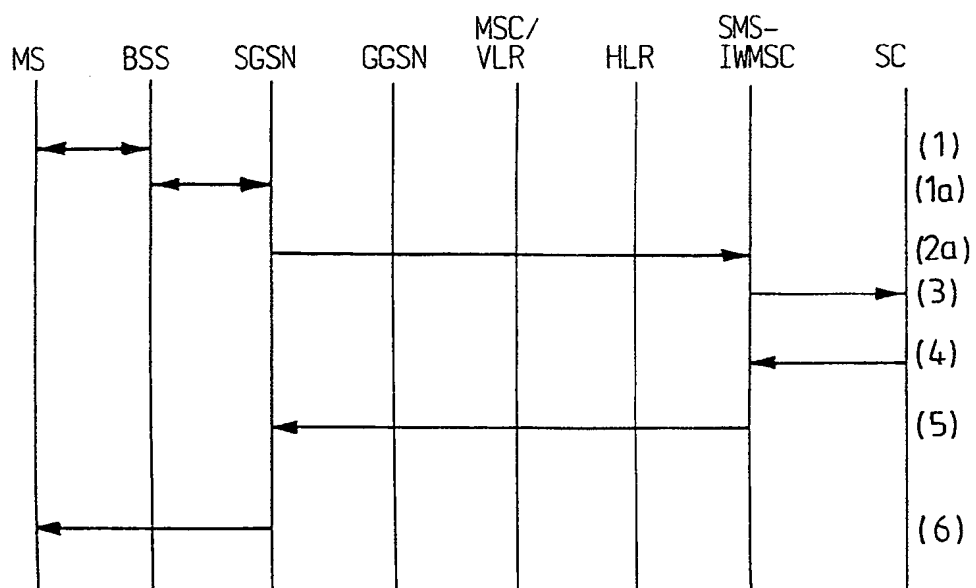 MS BSS SGSN GGSN MSC/ VLR HLR SMS- IWMSC SC
(1)
(1a)
(2a)
(3)
(4)
(5)
(6)